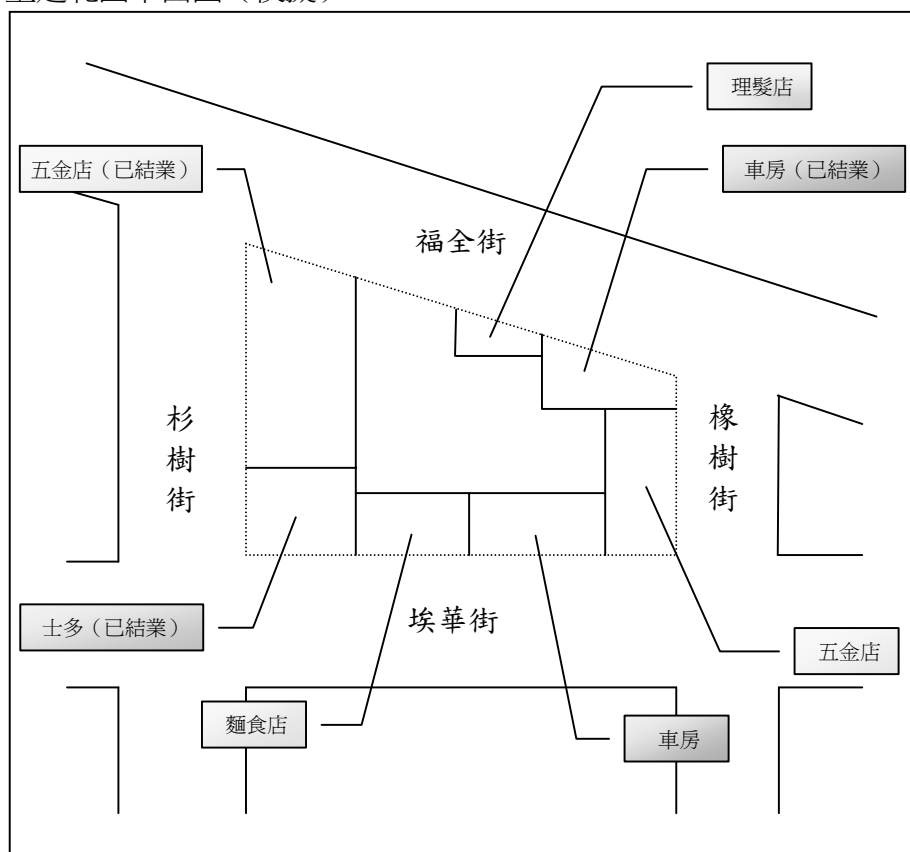 理髮店
五金店（已結業）
車房（已結業）
福全街
杉樹街
橡樹街
士多（已結業）
埃華街
五金店
麵食店
車房